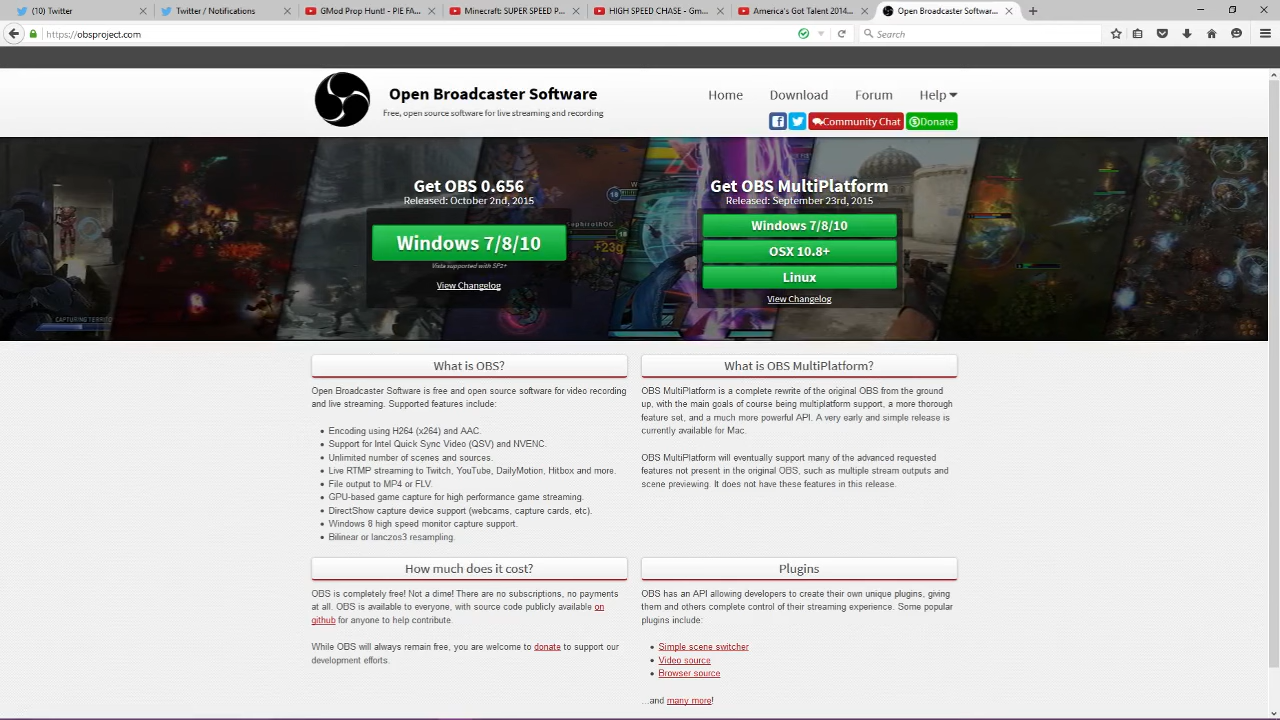 (10) Twitter
Twitter / Notifications
GMod Prop Hunt! - PIE FA...
Minecraft: SUPER SPEED P...
HIGH SPEED CHASE - Gm...
America's Got Talent 2014...
Open Broadcaster Softwar...
https://obsproject.com
Search
Open Broadcaster Software
Free, open source software for live streaming and recording
Home
Download
Forum
Help
Community Chat
Donate
Get OBS 0.656
Released: October 2nd, 2015
Windows 7/8/10
Vista supported with SP2+
View Changelog
Get OBS MultiPlatform
Released: September 23rd, 2015
Windows 7/8/10
OSX 10.8+
Linux
View Changelog
SaphirothOC
18
+23g
CAPTURING TERRITO
What is OBS?
Open Broadcaster Software is free and open source software for video recording
and live streaming. Supported features include:
Encoding using H264 (x264) and AAC.
Support for Intel Quick Sync Video (QSV) and NVENC.
Unlimited number of scenes and sources.
Live RTMP streaming to Twitch, YouTube, DailyMotion, Hitbox and more.
File output to MP4 or FLV.
GPU-based game capture for high performance game streaming.
DirectShow capture device support (webcams, capture cards, etc).
Windows 8 high speed monitor capture support.
Bilinear or lanczos3 resampling.
What is OBS MultiPlatform?
OBS MultiPlatform is a complete rewrite of the original OBS from the ground
up, with the main goals of course being multiplatform support, a more thorough
feature set, and a much more powerful API. A very early and simple release is
currently available for Mac.
OBS MultiPlatform will eventually support many of the advanced requested
features not present in the original OBS, such as multiple stream outputs and
scene previewing. It does not have these features in this release.
How much does it cost?
OBS is completely free! Not a dime! There are no subscriptions, no payments
at all. OBS is available to everyone, with source code publicly available on
github for anyone to help contribute.
While OBS will always remain free, you are welcome to donate to support our
development efforts.
Plugins
OBS has an API allowing developers to create their own unique plugins, giving
them and others complete control of their streaming experience. Some popular
plugins include:
Simple scene switcher
Video source
Browser source
...and many more!